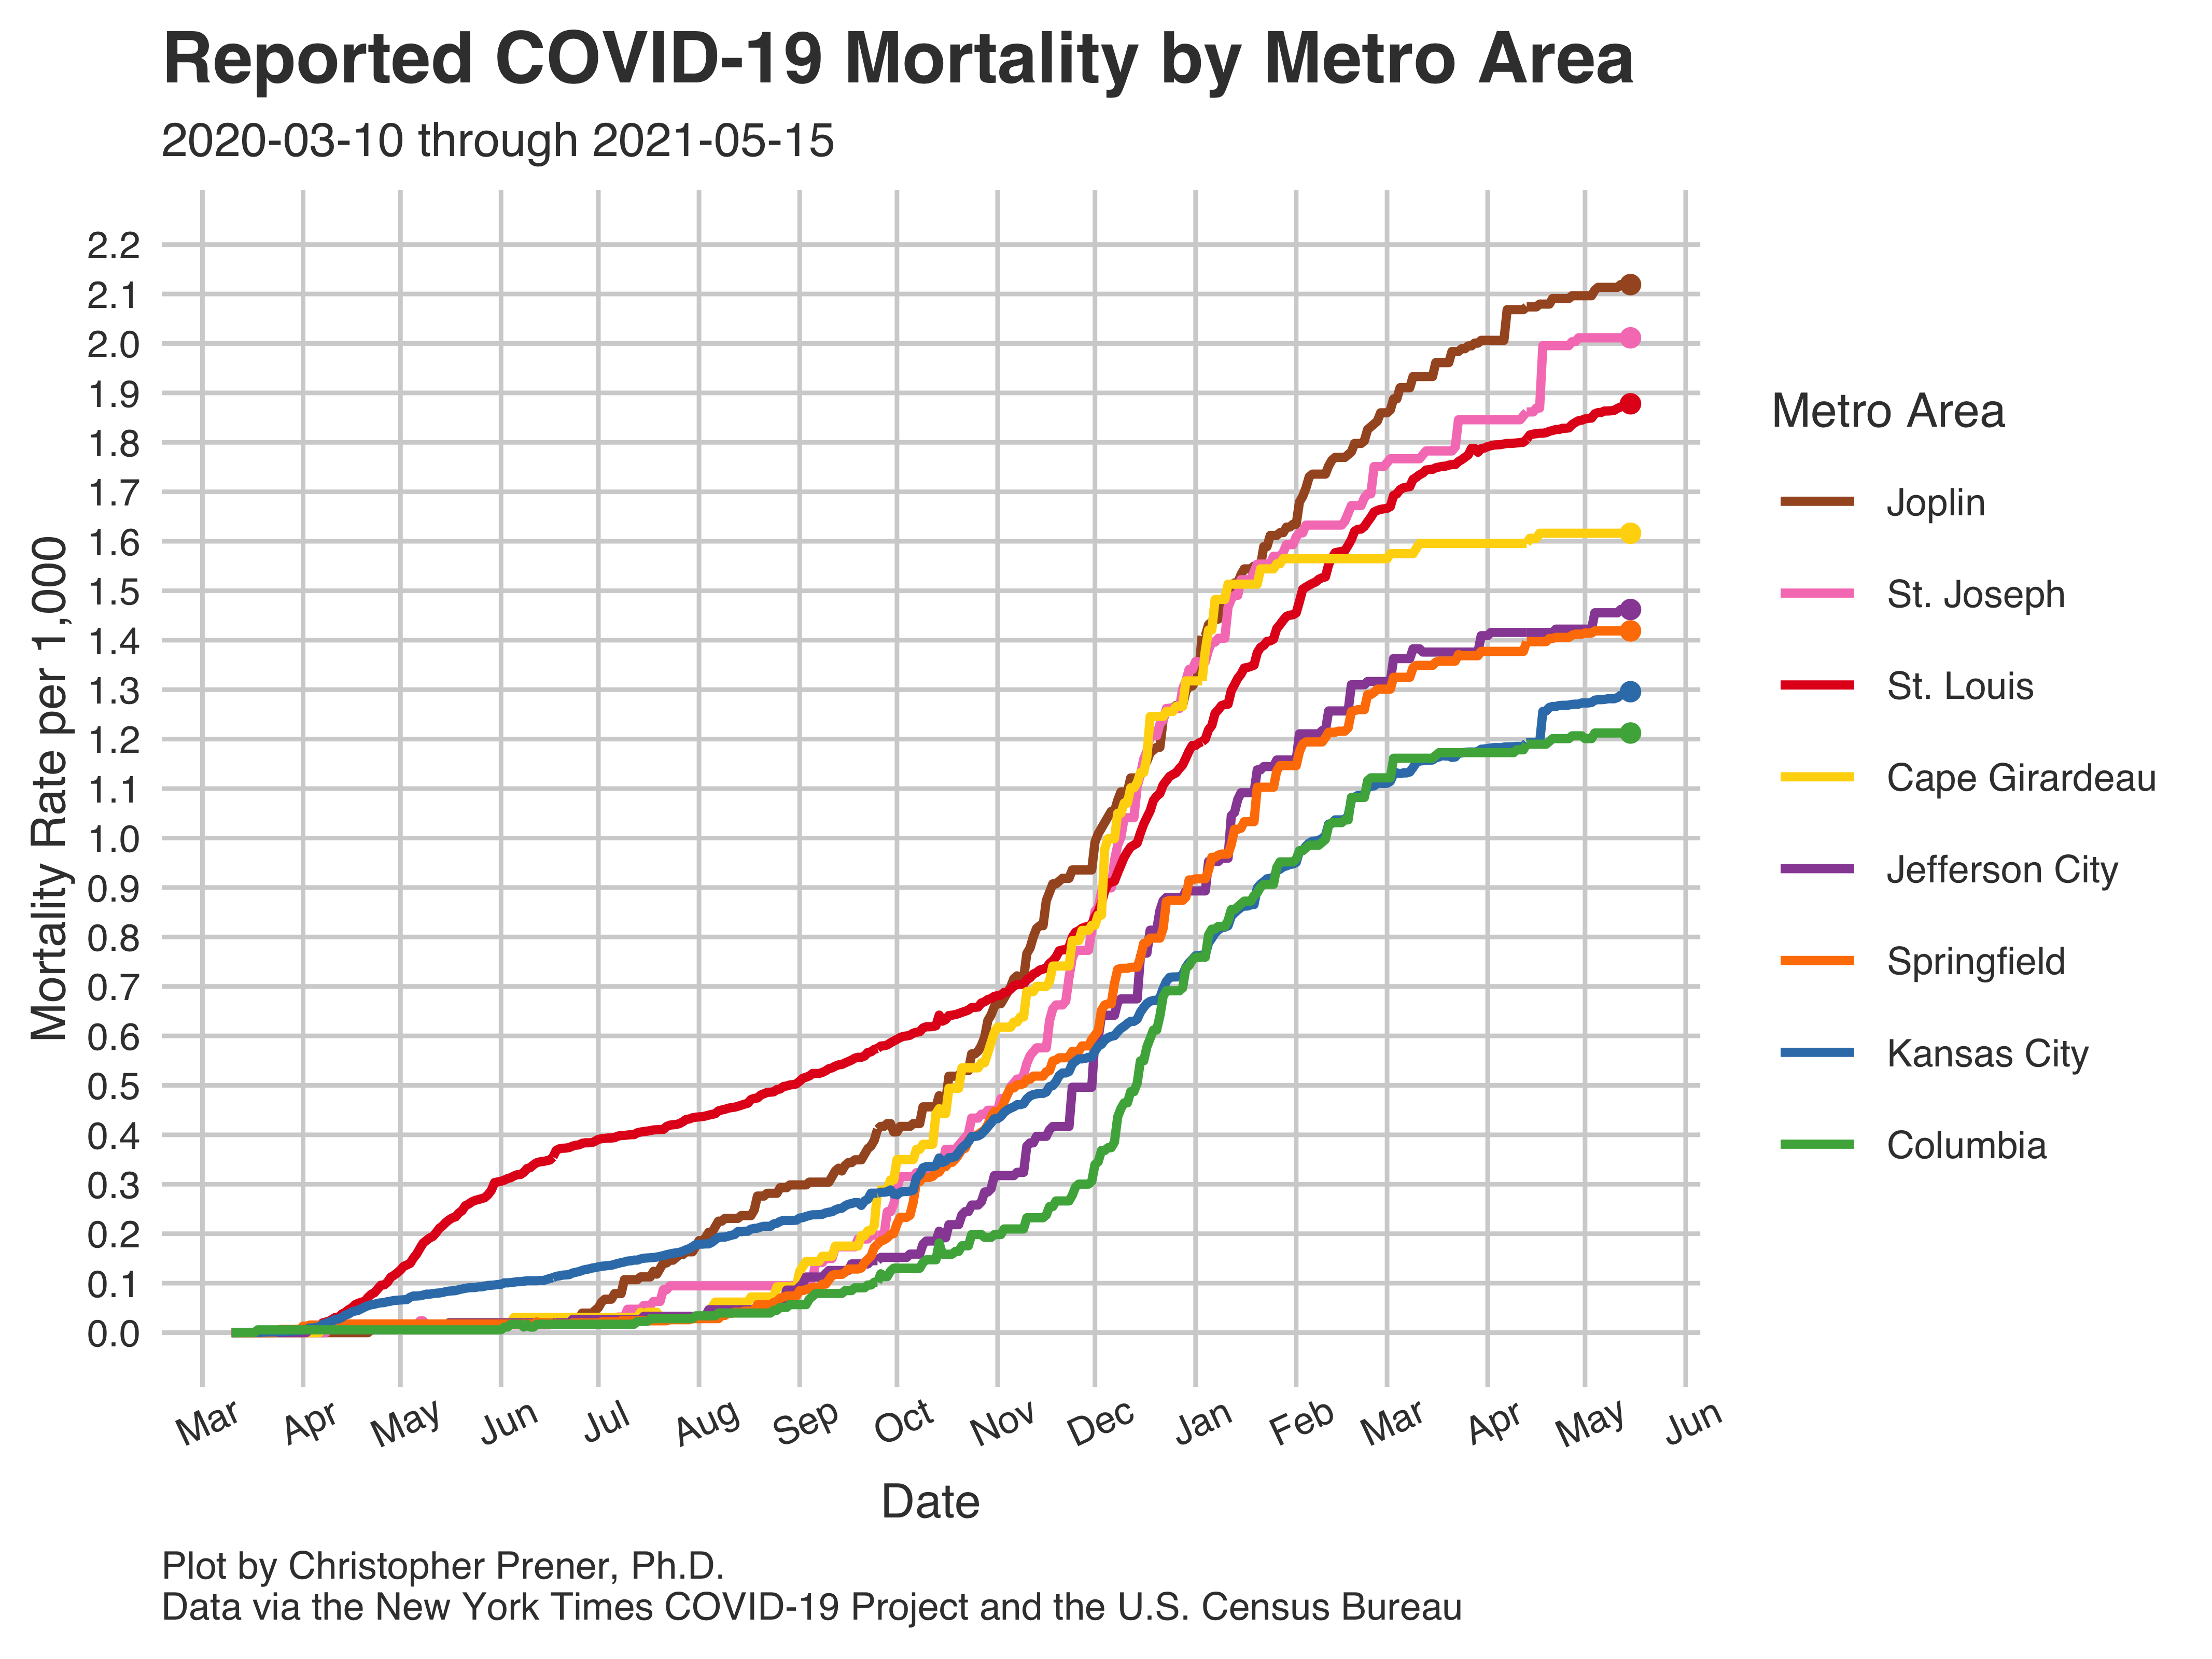 Reported COVID-19 Mortality by Metro Area
2020-03-10 through 2021-05-15
Mortality Rate per 1,000
2.2
2.1
2.0
1.9
1.8
1.7
1.6
1.5
1.4
1.3
1.2
1.1
1.0
0.9
0.8
0.7
0.6
0.5
0.4
0.3
0.2
0.1
0.0
Mar Apr May Jun Jul Aug Sep Oct Nov Dec Jan Feb Mar Apr May Jun
Date
Metro Area
Joplin
St. Joseph
St. Louis
Cape Girardeau
Jefferson City
Springfield
Kansas City
Columbia
Plot by Christopher Prener, Ph.D.
Data via the New York Times COVID-19 Project and the U.S. Census Bureau